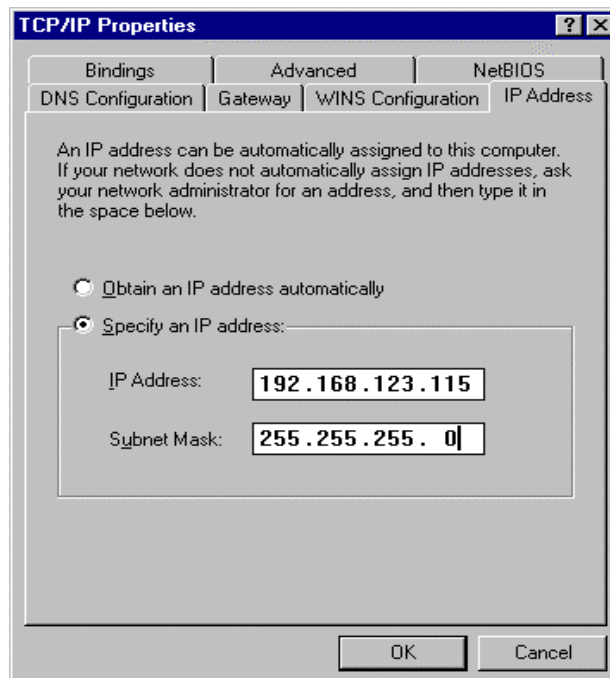 TCP/IP Properties
? ×
Bindings Advanced NetBIOS
DNS Configuration Gateway WINS Configuration IP Address
An IP address can be automatically assigned to this computer.
If your network does not automatically assign IP addresses, ask
your network administrator for an address, and then type it in
the space below.
Obtain an IP address automatically
Specify an IP address:
IP Address: 192.168.123.115
Subnet Mask: 255.255.255. 0
OK Cancel